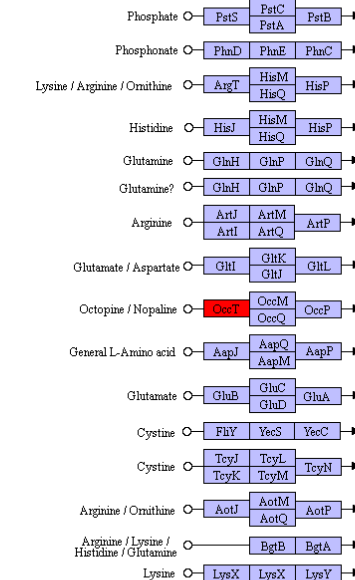 PstC
Phosphate PstS PstB
PstA
Phosphonate PhnD PhnE PhnC
HisM
Lysine / Arginine / Ornithine ArgT HisP
HisQ
HisM
Histidine HisJ HisP
HisQ
Glutamine GlnH GlnP GlnQ
Glutamine? GlnH GlnP GlnQ
ArtJ ArtM
Arginine ArtP
ArtI ArtQ
GltK
Glutamate / Aspartate GltI GltL
GltJ
OccM
Octopine / Nopaline OccT OccP
OccQ
AapQ
General L-Amino acid AapJ AapP
AapM
GluC
Glutamate GluB GluA
GluD
Cystine FliY YecS YecC
TcyJ TcyL
Cystine TcyN
TcyK TcyM
AotM
Arginine / Ornithine AotJ AotP
AotQ
Arginine / Lysine /
Histidine / Glutamine BgtB BgtA
Lysine LysX LysX LysY